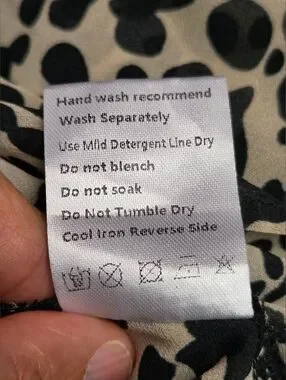 Hand wash recommend
Wash Separately
Use Mild Detergent Line Dry
Do not blench
Do not soak
Do Not Tumble Dry
Cool Iron Reverse Side